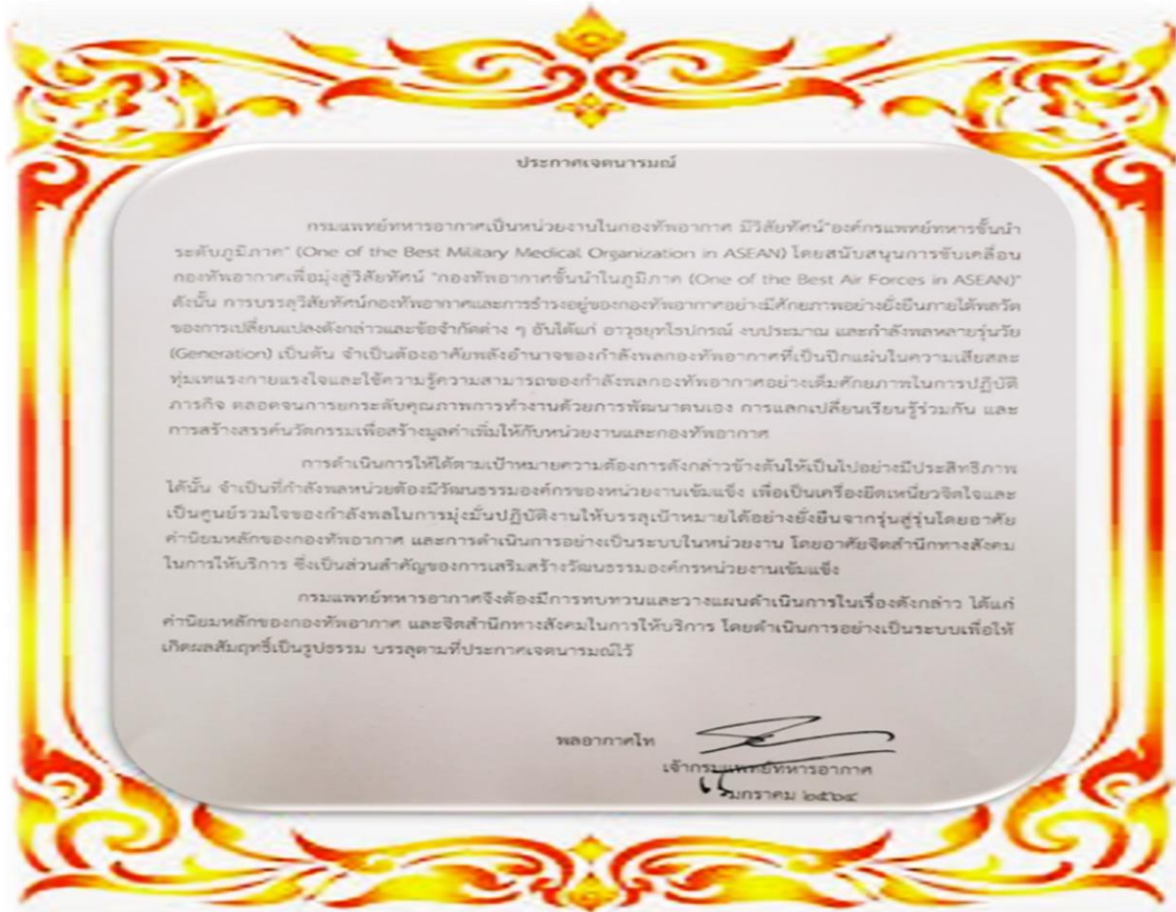 ประกาศเจตนารมณ์
กรมแพทย์ทหารอากาศเป็นหน่วยงานในกองทัพอากาศ มีวิสัยทัศน์"องค์กรแพทย์ทหารชั้นนำ
ระดับภูมิภาค" (One of the Best Military Medical Organization in ASEAN) โดยสนับสนุนการขับเคลื่อน
กองทัพอากาศเพื่อมุ่งสู่วิสัยทัศน์ "กองทัพอากาศชั้นนำในภูมิภาค (One of the Best Air Forces in ASEAN)"
ดังนั้น การบรรลุวิสัยทัศน์กองทัพอากาศและการธำรงอยู่ของกองทัพอากาศอย่างมีศักยภาพอย่างยั่งยืนภายใต้พลวัต
ของการเปลี่ยนแปลงดังกล่าวและข้อจำกัดต่าง ๆ อันได้แก่ อาวุธยุทโธปกรณ์ งบประมาณ และกำลังพลหลายรุ่นวัย
(Generation) เป็นต้น จำเป็นต้องอาศัยพลังอำนาจของกำลังพลกองทัพอากาศที่เป็นปึกแผ่นในความเสียสละ
ทุ่มเทแรงกายแรงใจและใช้ความรู้ความสามารถของกำลังพลกองทัพอากาศอย่างเต็มศักยภาพในการปฏิบัติ
ภารกิจ ตลอดจนการยกระดับคุณภาพการทำงานด้วยการพัฒนาตนเอง การแลกเปลี่ยนเรียนรู้ร่วมกัน และ
การสร้างสรรค์นวัตกรรมเพื่อสร้างมูลค่าเพิ่มให้กับหน่วยงานและกองทัพอากาศ
การดำเนินการให้ได้ตามเป้าหมายความต้องการดังกล่าวข้างต้นให้เป็นไปอย่างมีประสิทธิภาพ
ได้นั้น จำเป็นที่กำลังพลหน่วยต้องมีวัฒนธรรมองค์กรของหน่วยงานเข้มแข็ง เพื่อเป็นเครื่องยึดเหนี่ยวจิตใจและ
เป็นศูนย์รวมใจของกำลังพลในการมุ่งมั่นปฏิบัติงานให้บรรลุเป้าหมายได้อย่างยั่งยืนจากรุ่นสู่รุ่นโดยอาศัย
ค่านิยมหลักของกองทัพอากาศ และการดำเนินการอย่างเป็นระบบในหน่วยงาน โดยอาศัยจิตสำนึกทางสังคม
ในการให้บริการ ซึ่งเป็นส่วนสำคัญของการเสริมสร้างวัฒนธรรมองค์กรหน่วยงานเข้มแข็ง
กรมแพทย์ทหารอากาศจึงต้องมีการทบทวนและวางแผนดำเนินการในเรื่องดังกล่าว ได้แก่
ค่านิยมหลักของกองทัพอากาศ และจิตสำนึกทางสังคมในการให้บริการ โดยดำเนินการอย่างเป็นระบบเพื่อให้
เกิดผลสัมฤทธิ์เป็นรูปธรรม บรรลุตามที่ประกาศเจตนารมณ์ไว้
พลอากาศโท
เจ้ากรมแพทย์ทหารอากาศ
มกราคม ๒๕๖๔